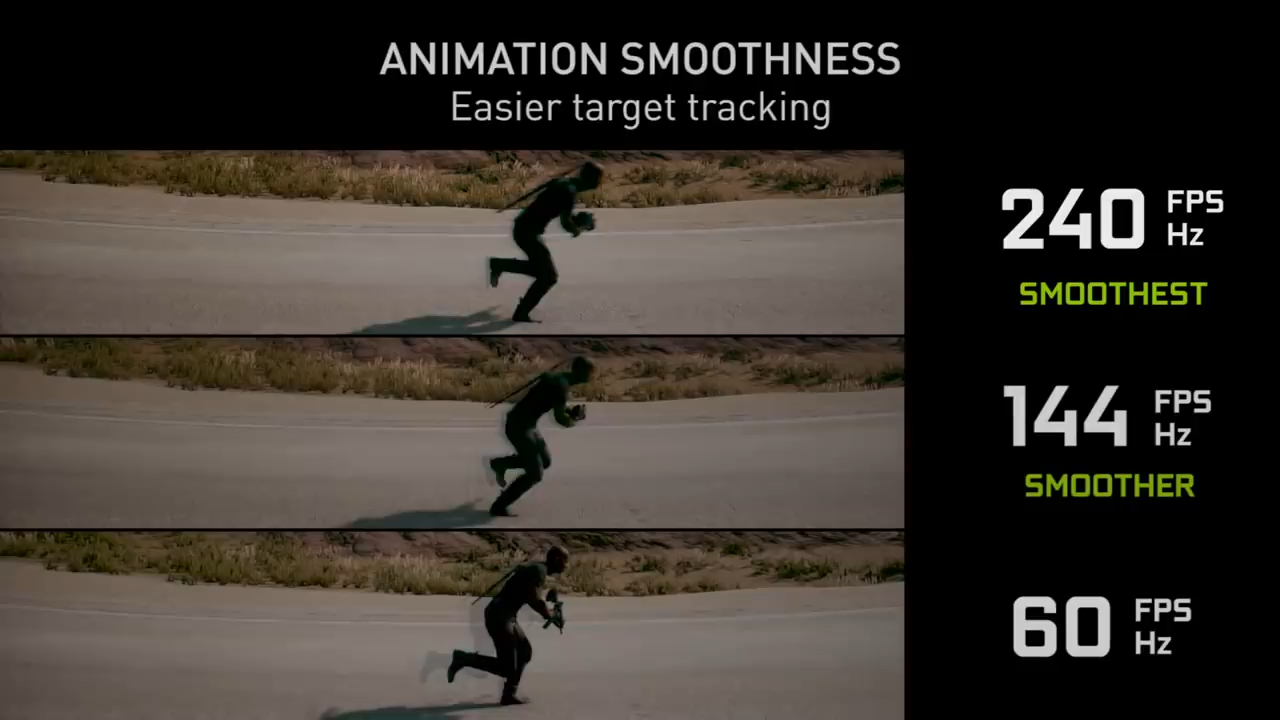 ANIMATION SMOOTHNESS
Easier target tracking
240 FPS
Hz
SMOOTHEST
144 FPS
Hz
SMOOTHER
60 FPS
Hz